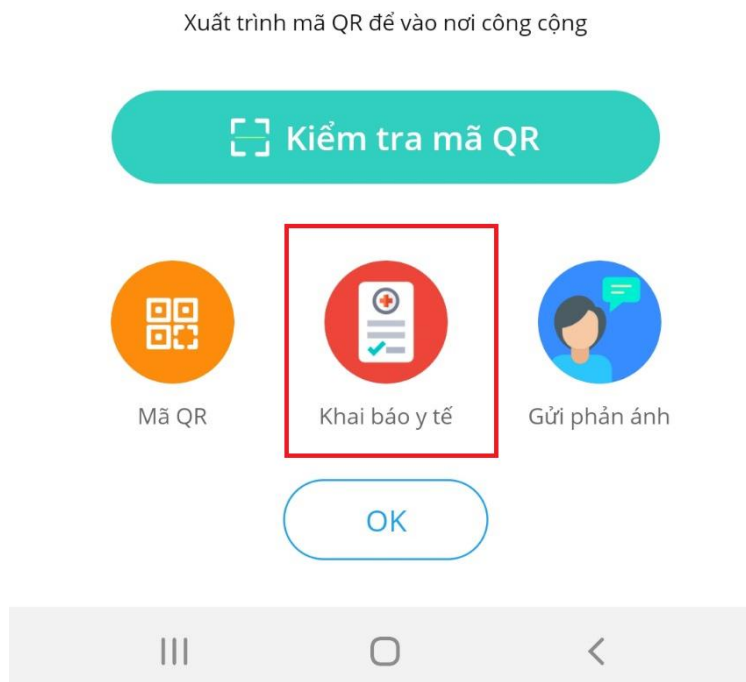 Xuất trình mã QR để vào nơi công cộng
Kiểm tra mã QR
Mã QR
Khai báo y tế
Gửi phản ánh
OK